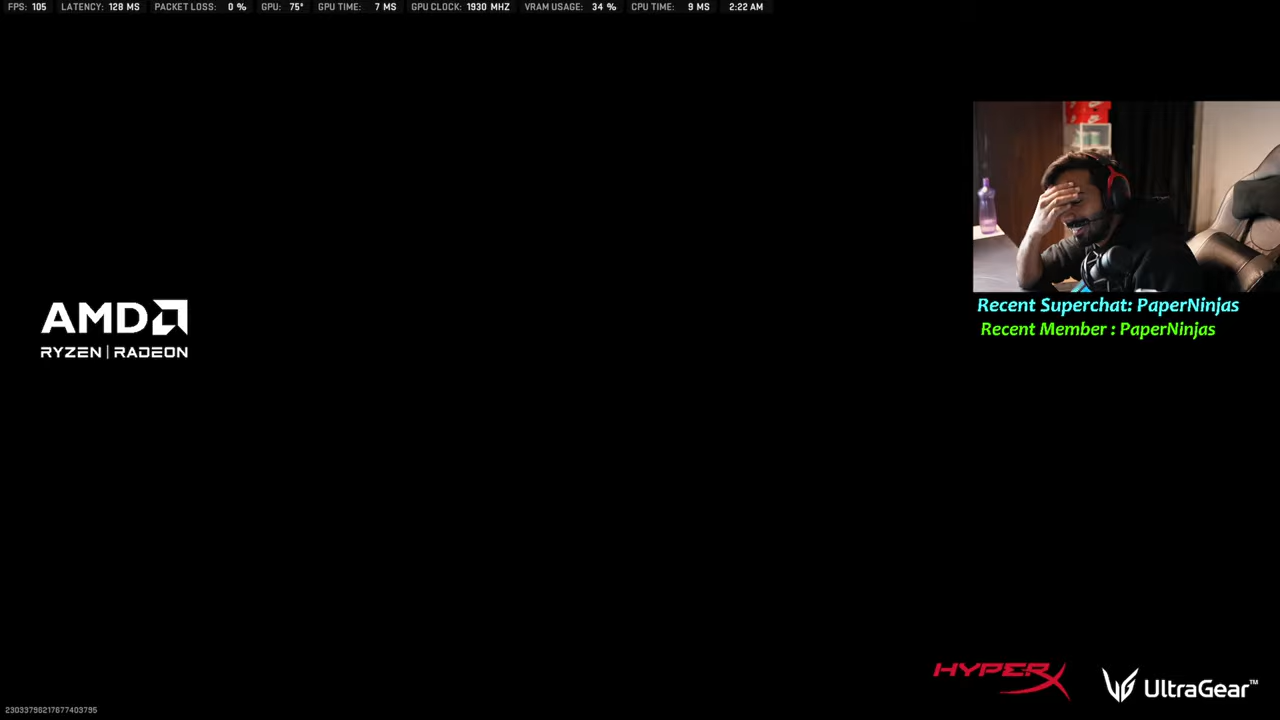 FPS: 105 LATENCY: 128 MS PACKET LOSS: 0 % GPU: 75° GPU TIME: 7 MS GPU CLOCK: 1930 MHZ VRAM USAGE: 34 % CPU TIME: 9 MS 2:22 AM
Recent Superchat: PaperNinjas
Recent Member : PaperNinjas
AMD
RYZEN | RADEON
HYPERX
UltraGear™
23033796217677403795